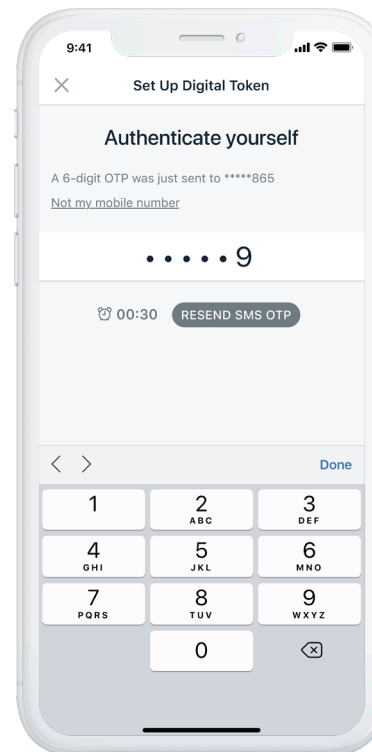 9:41
Set Up Digital Token
Authenticate yourself
A 6-digit OTP was just sent to *****865
Not my mobile number
• • • • • 9
00:30 RESEND SMS OTP
Done
1 2 3
ABC DEF
4 5 6
GHI JKL MNO
7 8 9
PQRS TUV WXYZ
0